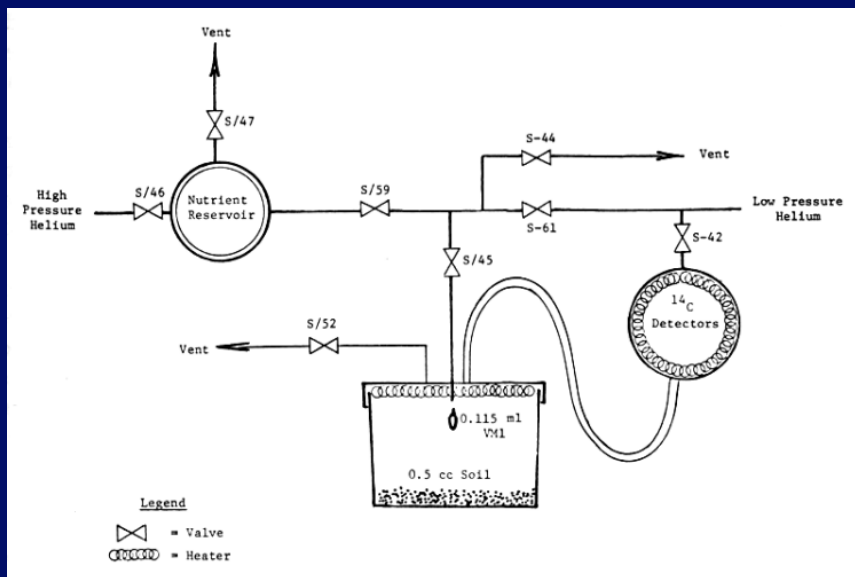 Vent
S/47
S-44
Vent
S/46
High
Pressure
Helium
Nutrient
Reservoir
S/59
S-61
Low Pressure
Helium
S-42
S/45
14C
Detectors
S/52
Vent
0.115 ml
VM1
0.5 cc Soil
Legend
= Valve
= Heater